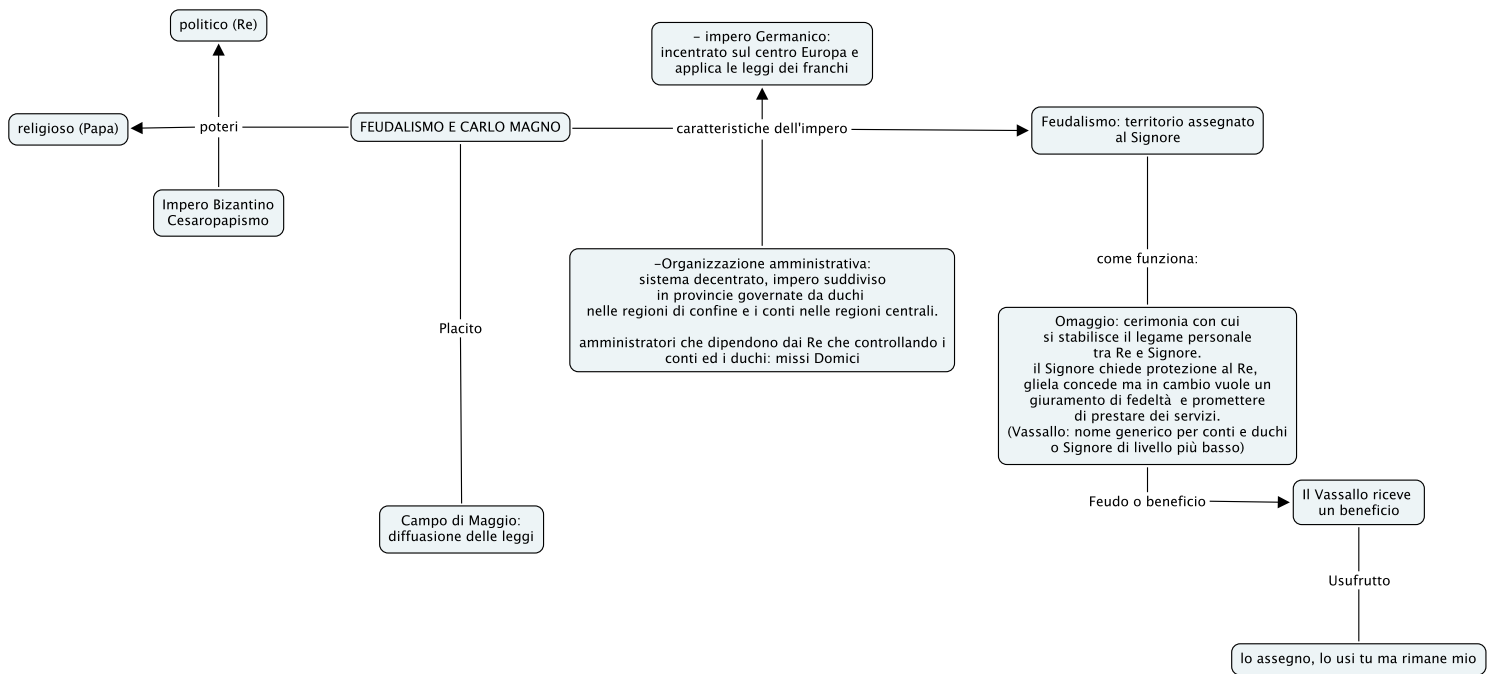 politico (Re)
religioso (Papa)
poteri
Impero Bizantino
Cesaropapismo
FEUDALISMO E CARLO MAGNO
Placito
Campo di Maggio:
diffuasione delle leggi
caratteristiche dell'impero
- impero Germanico:
incentrato sul centro Europa e
applica le leggi dei franchi
-Organizzazione amministrativa:
sistema decentrato, impero suddiviso
in provincie governate da duchi
nelle regioni di confine e i conti nelle regioni centrali.
amministratori che dipendono dai Re che controllando i
conti ed i duchi: missi Domici
Feudalismo: territorio assegnato
al Signore
come funziona:
Omaggio: cerimonia con cui
si stabilisce il legame personale
tra Re e Signore.
il Signore chiede protezione al Re,
gliela concede ma in cambio vuole un
giuramento di fedeltà e promettere
di prestare dei servizi.
(Vassallo: nome generico per conti e duchi
o Signore di livello più basso)
Feudo o beneficio
Il Vassallo riceve
un beneficio
Usufrutto
lo assegno, lo usi tu ma rimane mio